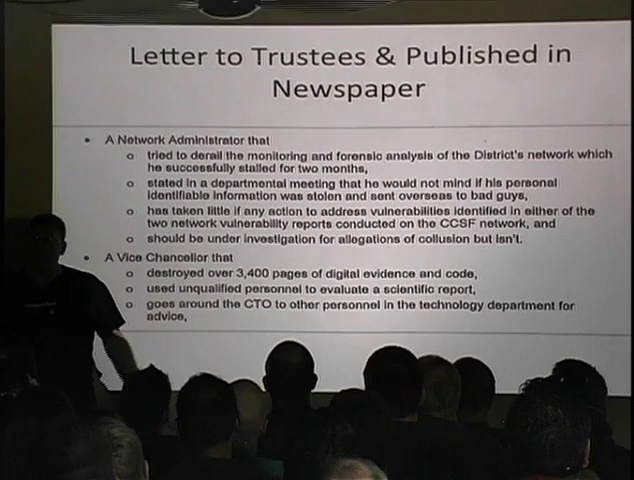 Letter to Trustees & Published in
Newspaper
• A Network Administrator that
o tried to derail the monitoring and forensic analysis of the District's network which
he successfully stalled for two months,
o stated in a departmental meeting that he would not mind if his personal
identifiable information was stolen and sent overseas to bad guys,
o has taken little if any action to address vulnerabilities identified in either of the
two network vulnerability reports conducted on the CCSF network, and
o should be under investigation for allegations of collusion but isn't.
• A Vice Chancellor that
o destroyed over 3,400 pages of digital evidence and code,
o used unqualified personnel to evaluate a scientific report,
o goes around the CTO to other personnel in the technology department for
advice,